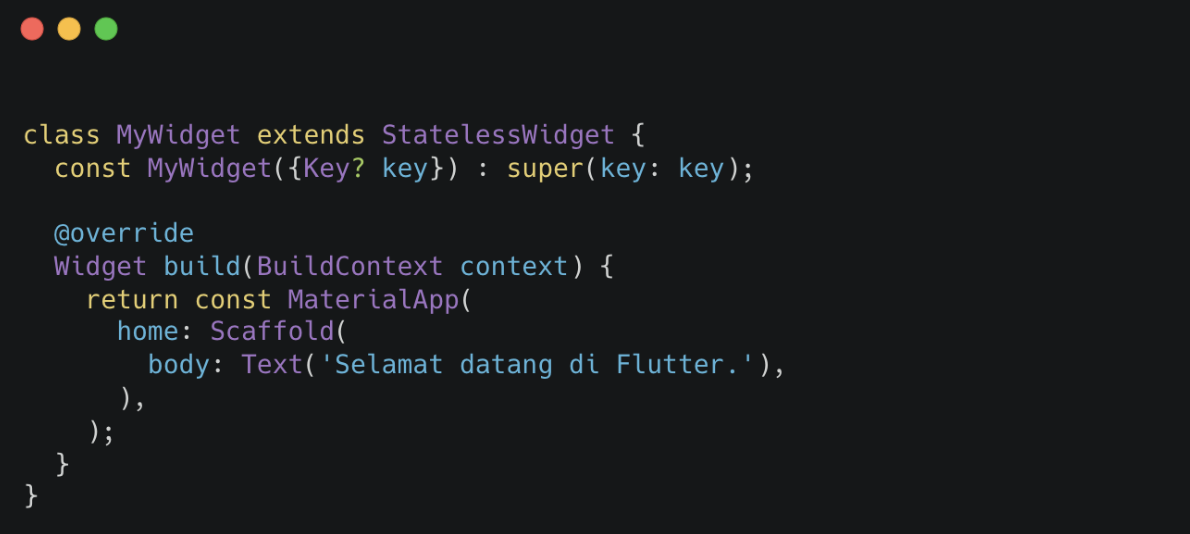 class MyWidget extends StatelessWidget {
  const MyWidget({Key? key}) : super(key: key);

  @override
  Widget build(BuildContext context) {
    return const MaterialApp(
      home: Scaffold(
        body: Text('Selamat datang di Flutter.'),
      ),
    );
  }
}